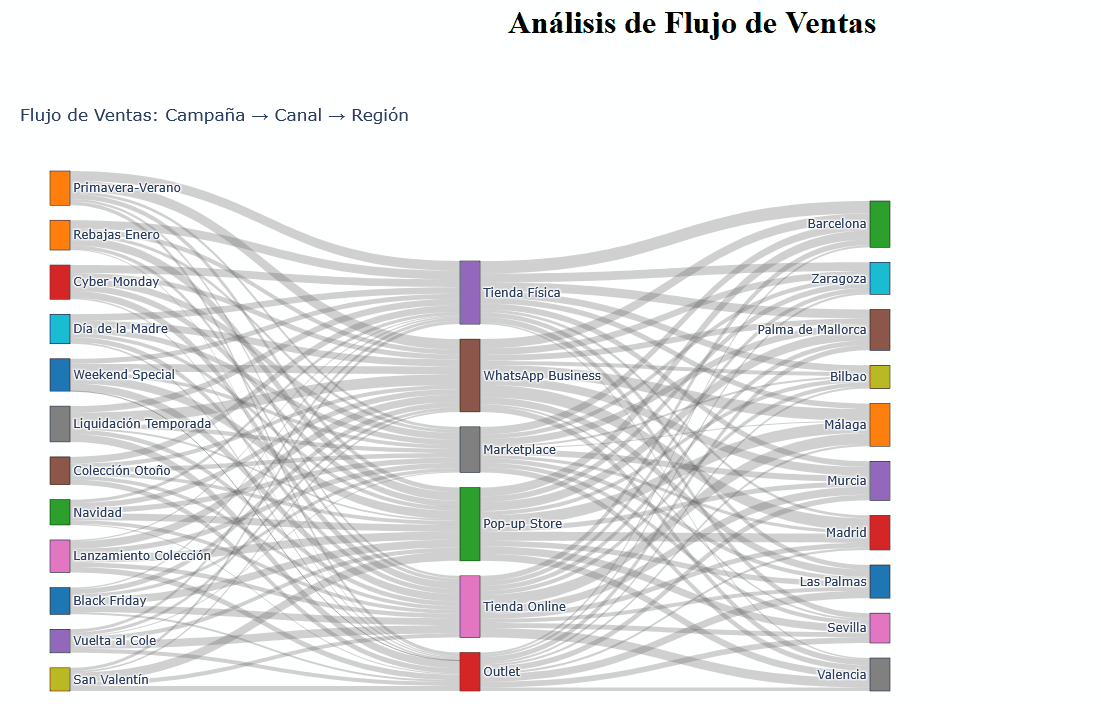 Análisis de Flujo de Ventas
Flujo de Ventas: Campaña → Canal → Región
Primavera-Verano
Rebajas Enero
Cyber Monday
Día de la Madre
Weekend Special
Liquidación Temporada
Colección Otoño
Navidad
Lanzamiento Colección
Black Friday
Vuelta al Cole
San Valentín
Tienda Física
WhatsApp Business
Marketplace
Pop-up Store
Tienda Online
Outlet
Barcelona
Zaragoza
Palma de Mallorca
Bilbao
Málaga
Murcia
Madrid
Las Palmas
Sevilla
Valencia